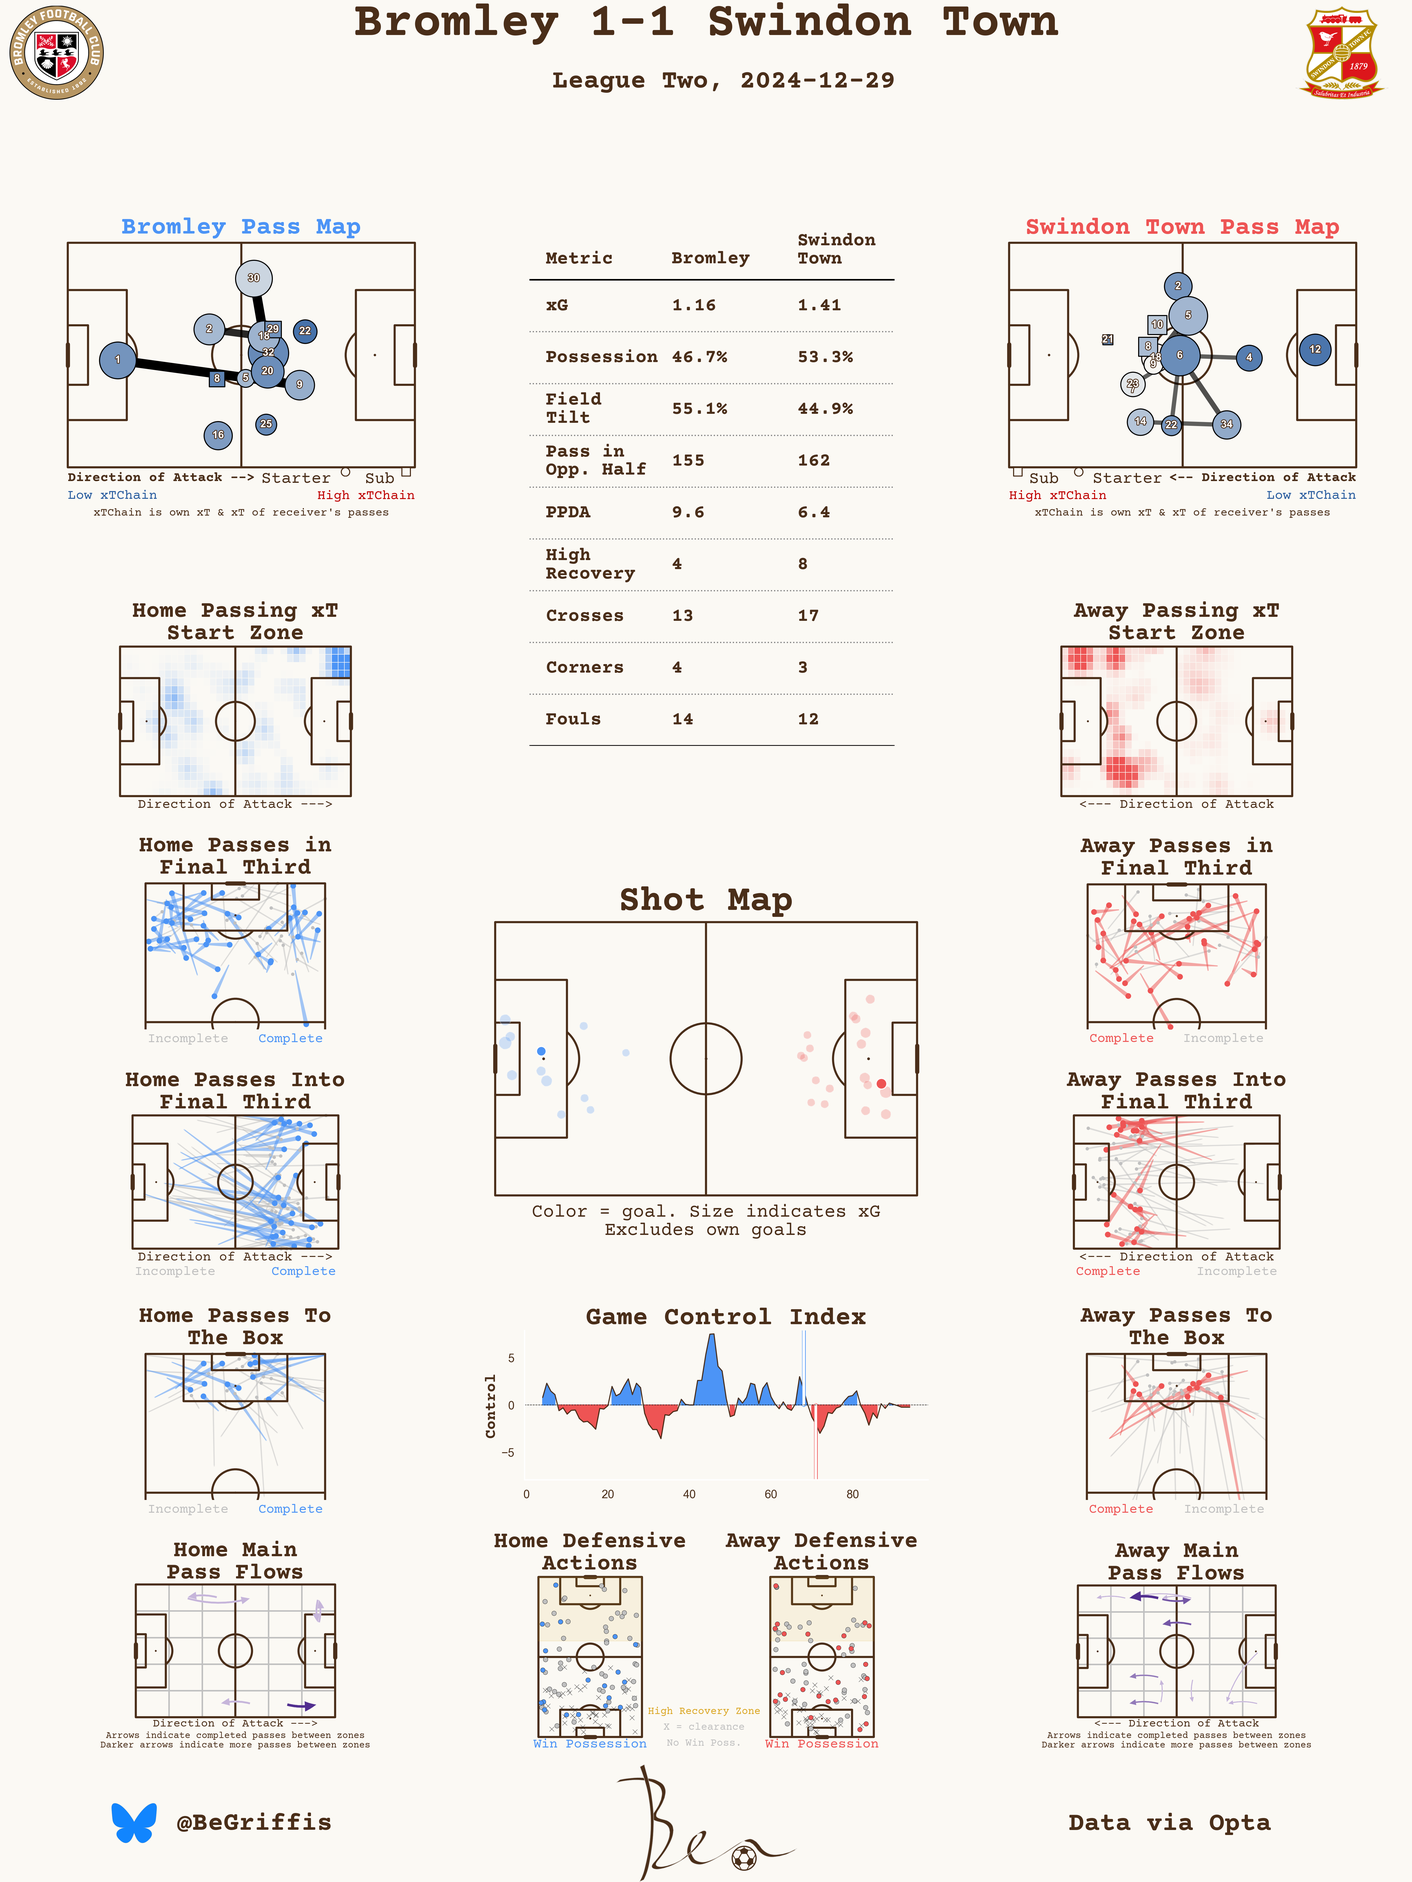 Bromley 1-1 Swindon Town
League Two, 2024-12-29
BROMLEY FOOTBALL CLUB
• ESTABLISHED 1892 •
SWINDON TOWN FC
1879
Salubritas Et Industria
Bromley Pass Map
30
2
29
18
22
1
32
20
8
5
9
16
25
Direction of Attack --> Starter Sub
Low xTChain High xTChain
xTChain is own xT & xT of receiver's passes
Metric Bromley Swindon Town
xG 1.16 1.41
Possession 46.7% 53.3%
Field Tilt 55.1% 44.9%
Pass in Opp. Half 155 162
PPDA 9.6 6.4
High Recovery 4 8
Crosses 13 17
Corners 4 3
Fouls 14 12
Swindon Town Pass Map
2
5
10
21
8
18
9
6
4
12
23
7
14
22
34
Sub Starter <-- Direction of Attack
High xTChain Low xTChain
xTChain is own xT & xT of receiver's passes
Home Passing xT
Start Zone
Direction of Attack --->
Away Passing xT
Start Zone
<--- Direction of Attack
Home Passes in
Final Third
Incomplete Complete
Away Passes in
Final Third
Complete Incomplete
Shot Map
Color = goal. Size indicates xG
Excludes own goals
Home Passes Into
Final Third
Direction of Attack --->
Incomplete Complete
Away Passes Into
Final Third
<--- Direction of Attack
Complete Incomplete
Home Passes To
The Box
Incomplete Complete
Game Control Index
Control
5
0
−5
0 20 40 60 80
Away Passes To
The Box
Complete Incomplete
Home Main
Pass Flows
Direction of Attack --->
Arrows indicate completed passes between zones
Darker arrows indicate more passes between zones
Home Defensive
Actions
Win Possession
High Recovery Zone
X = clearance
No Win Poss.
Away Defensive
Actions
Win Possession
Away Main
Pass Flows
<--- Direction of Attack
Arrows indicate completed passes between zones
Darker arrows indicate more passes between zones
@BeGriffis
Ben
Data via Opta